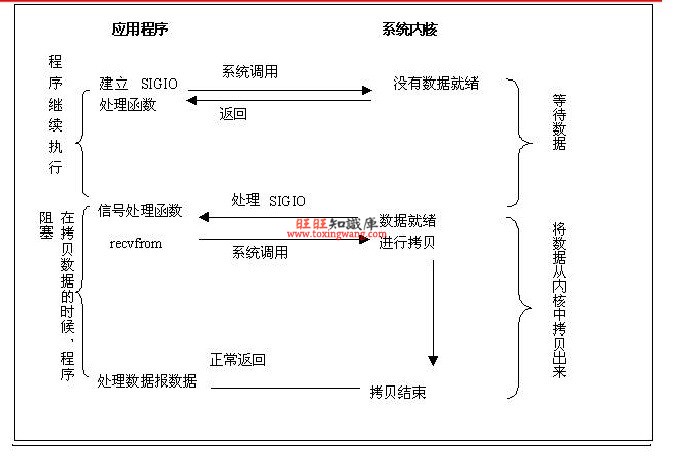 应用程序
系统内核
程序继续执行
建立 SIGIO
处理函数
系统调用
返回
没有数据就绪
等待数据
在拷贝数据的时候，程序
阻塞
信号处理函数
处理 SIGIO
数据就绪
旺旺知識庫
www.toxingwang.com
recvfrom
系统调用
进行拷贝
将数据从内核中拷贝出来
正常返回
处理数据报数据
拷贝结束